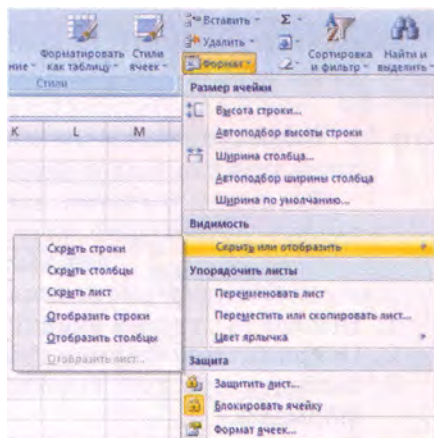 Вставить Σ
Удалить
Форматировать Стили
ние как таблицу ячеек
Формат
Сортировка Найти и
и фильтр выделить
Стили
Размер ячейки
Высота строки...
Автоподбор высоты строки
K L M
Ширина столбца...
Автоподбор ширины столбца
Ширина по умолчанию...
Видимость
Скрыть или отобразить
Скрыть строки
Скрыть столбцы
Скрыть лист
Отобразить строки
Отобразить столбцы
Отобразить лист...
Упорядочить листы
Переименовать лист
Переместить или скопировать лист...
Цвет ярлычка
Защита
Защитить лист...
Блокировать ячейку
Формат ячеек...